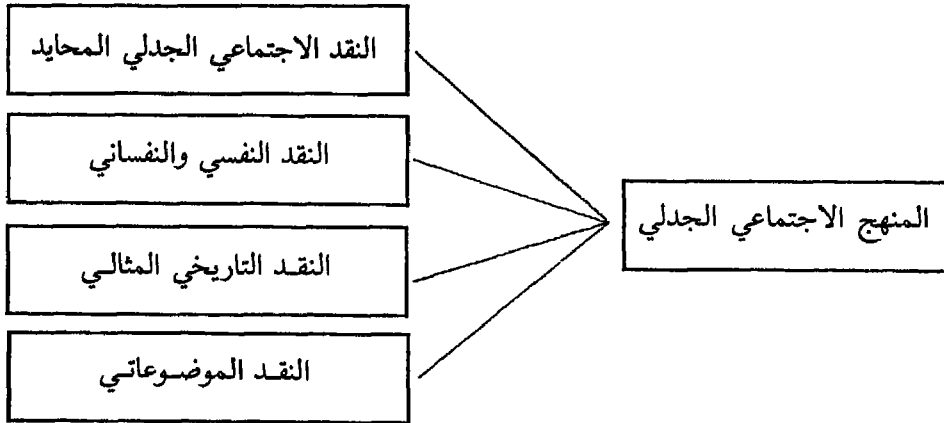 النقد الاجتماعي الجدلي المحايد
النقد النفسي والنفساني
المنهج الاجتماعي الجدلي
النقد التاريخي المثالي
النقد الموضوعاتي